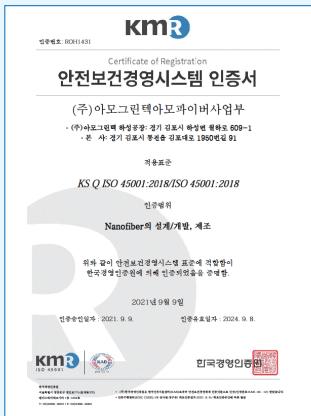 KMR
인증번호: ROH1431
Certificate of Registration
안전보건경영시스템 인증서
(주)아모그린텍아모파이버사업부
· (주)아모그린텍 하성공장: 경기 김포시 하성면 월하로 609-1
· 본 사: 경기 김포시 통진읍 김포대로 1950번길 91
적용표준
KS Q ISO 45001:2018/ISO 45001:2018
인증범위
Nanofiber의 설계/개발, 제조
위와 같이 안전보건경영시스템 표준에 적합함이
한국경영인증원에 의해 인증되었음을 증명함.
2021년 9월 9일
인증승인일자 : 2021. 9. 9.
인증유효일자 : 2024. 9. 8.
KMR
ISO 45001
KAB
한국경영인증원